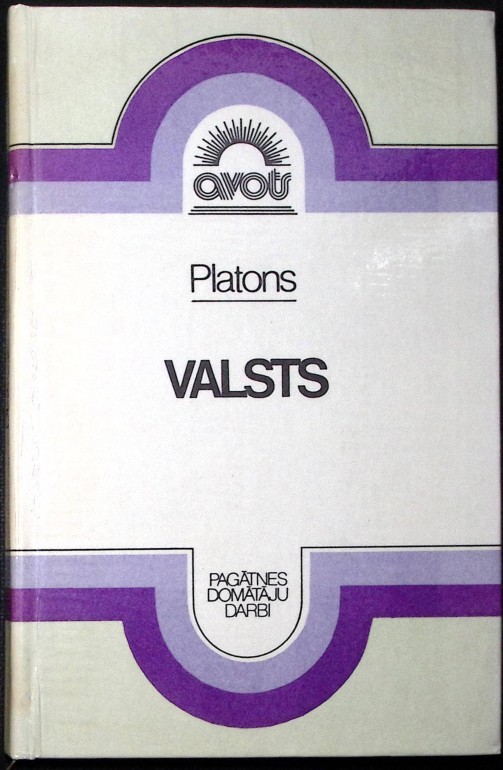 avots
Platons
VALSTS
PAGĀTNES
DOMĀTĀJU
DARBI